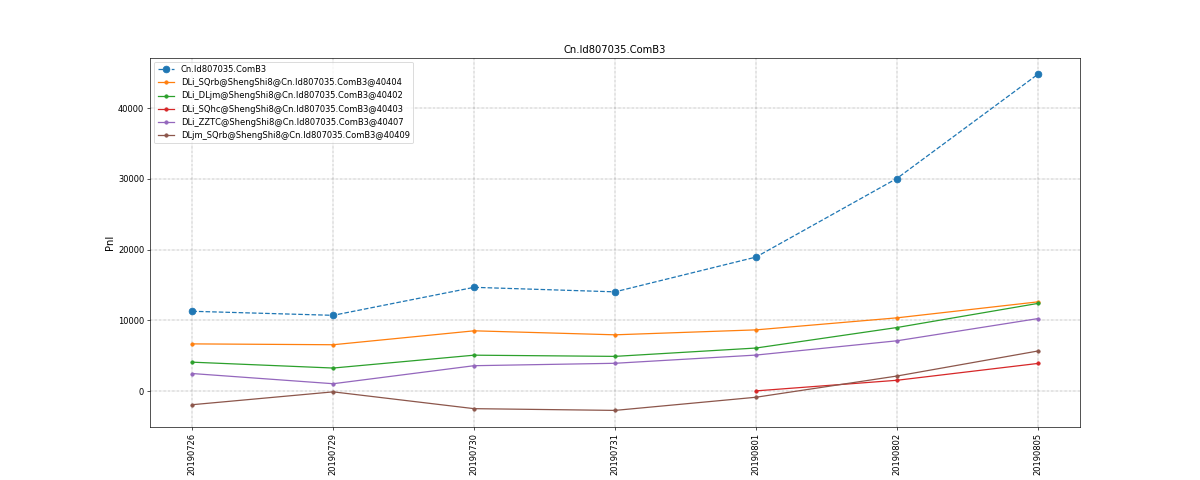 Cn.Id807035.ComB3
Cn.Id807035.ComB3
DLi_SQrb@ShengShi8@Cn.Id807035.ComB3@40404
DLi_DLjm@ShengShi8@Cn.Id807035.ComB3@40402
DLi_SQhc@ShengShi8@Cn.Id807035.ComB3@40403
DLi_ZZTC@ShengShi8@Cn.Id807035.ComB3@40407
DLjm_SQrb@ShengShi8@Cn.Id807035.ComB3@40409
40000
30000
20000
10000
0
Pnl
20190726
20190729
20190730
20190731
20190801
20190802
20190805